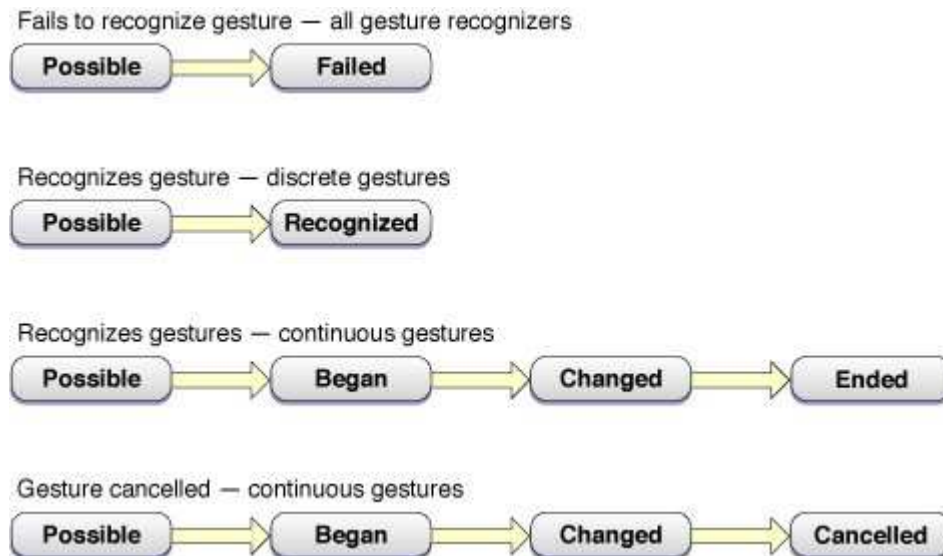 Fails to recognize gesture — all gesture recognizers
Possible Failed
Recognizes gesture — discrete gestures
Possible Recognized
Recognizes gestures — continuous gestures
Possible Began Changed Ended
Gesture cancelled — continuous gestures
Possible Began Changed Cancelled